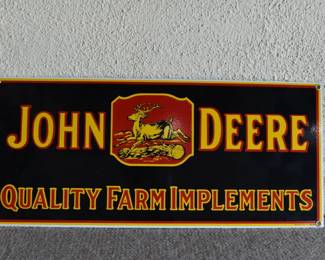 JOHN DEERE
QUALITY FARM IMPLEMENTS